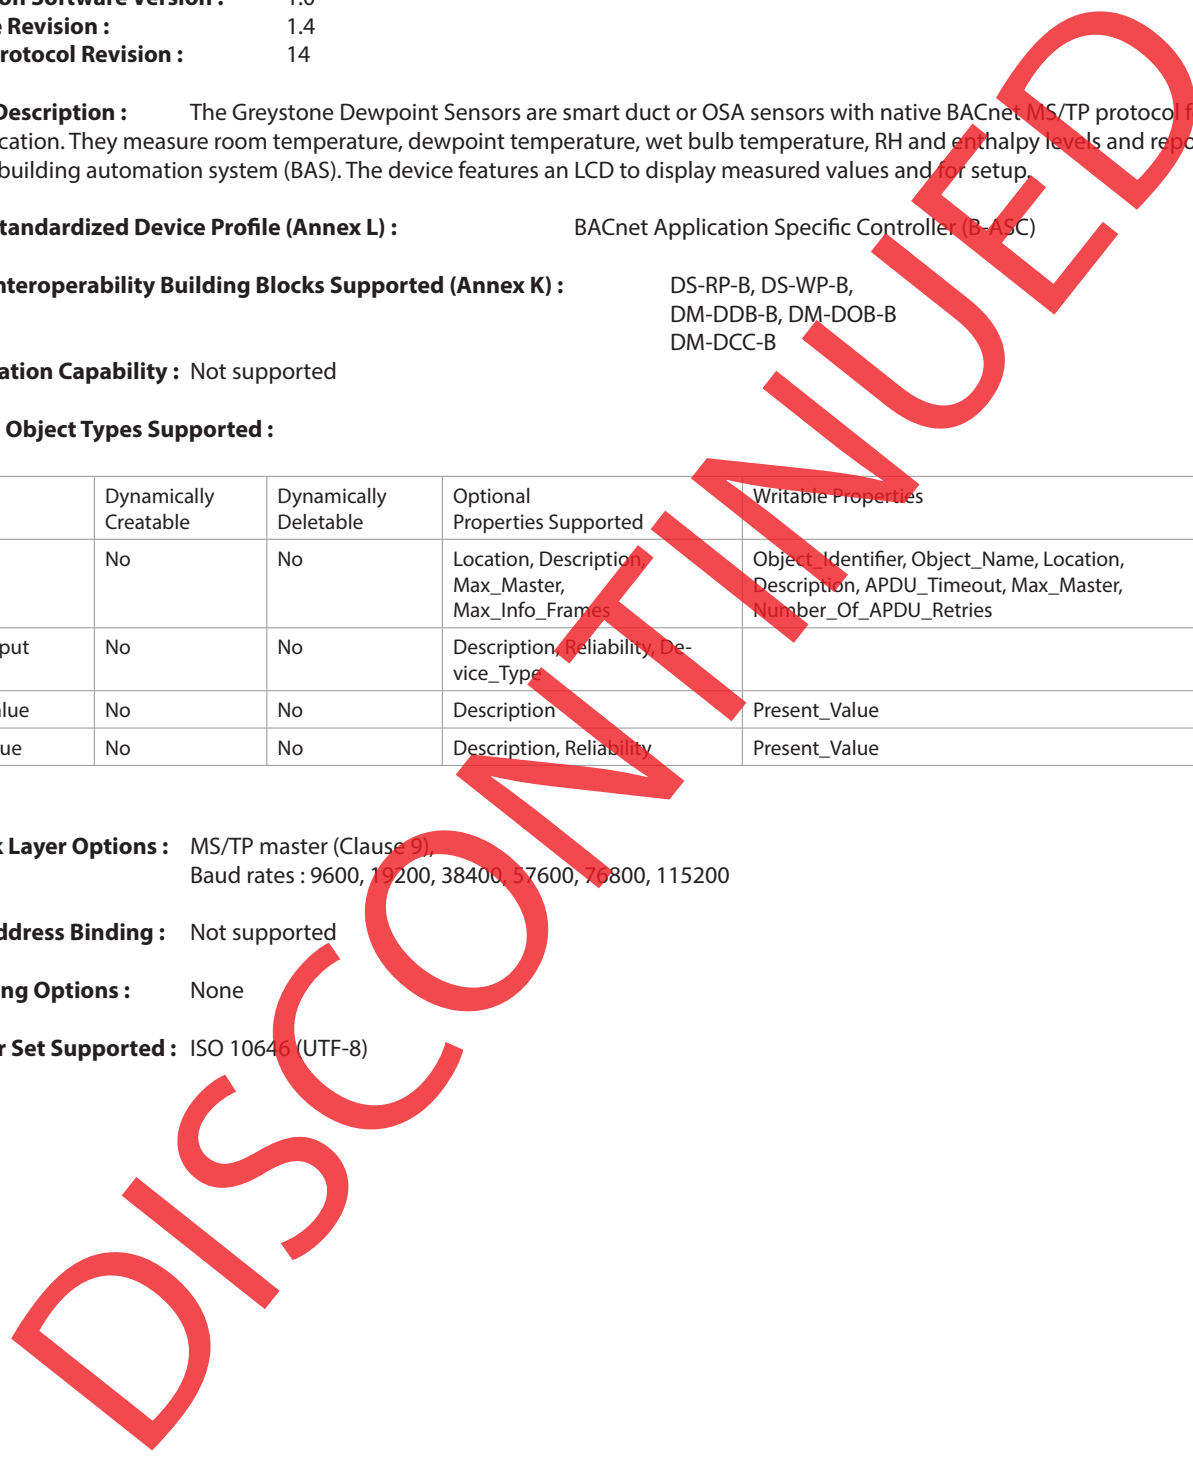 on Software Version : 1.0
e Revision : 1.4
rotocol Revision : 14
Description : The Greystone Dewpoint Sensors are smart duct or OSA sensors with native BACnet MS/TP protocol f
cation. They measure room temperature, dewpoint temperature, wet bulb temperature, RH and enthalpy levels and repo
building automation system (BAS). The device features an LCD to display measured values and for setup.
tandardized Device Profile (Annex L) : BACnet Application Specific Controller (B-ASC)
nteroperability Building Blocks Supported (Annex K) : DS-RP-B, DS-WP-B,
DM-DDB-B, DM-DOB-B
DM-DCC-B
ation Capability : Not supported
Object Types Supported :
Dynamically Creatable
Dynamically Deletable
Optional Properties Supported
Writable Properties
No
No
Location, Description,
Max_Master,
Max_Info_Frames
Object_Identifier, Object_Name, Location,
Description, APDU_Timeout, Max_Master,
Number_Of_APDU_Retries
put
No
No
Description, Reliability, De-
vice_Type
lue
No
No
Description
Present_Value
ue
No
No
Description, Reliability
Present_Value
k Layer Options : MS/TP master (Clause 9),
Baud rates : 9600, 19200, 38400, 57600, 76800, 115200
ddress Binding : Not supported
ng Options : None
r Set Supported : ISO 10646 (UTF-8)
DISCONTINUED